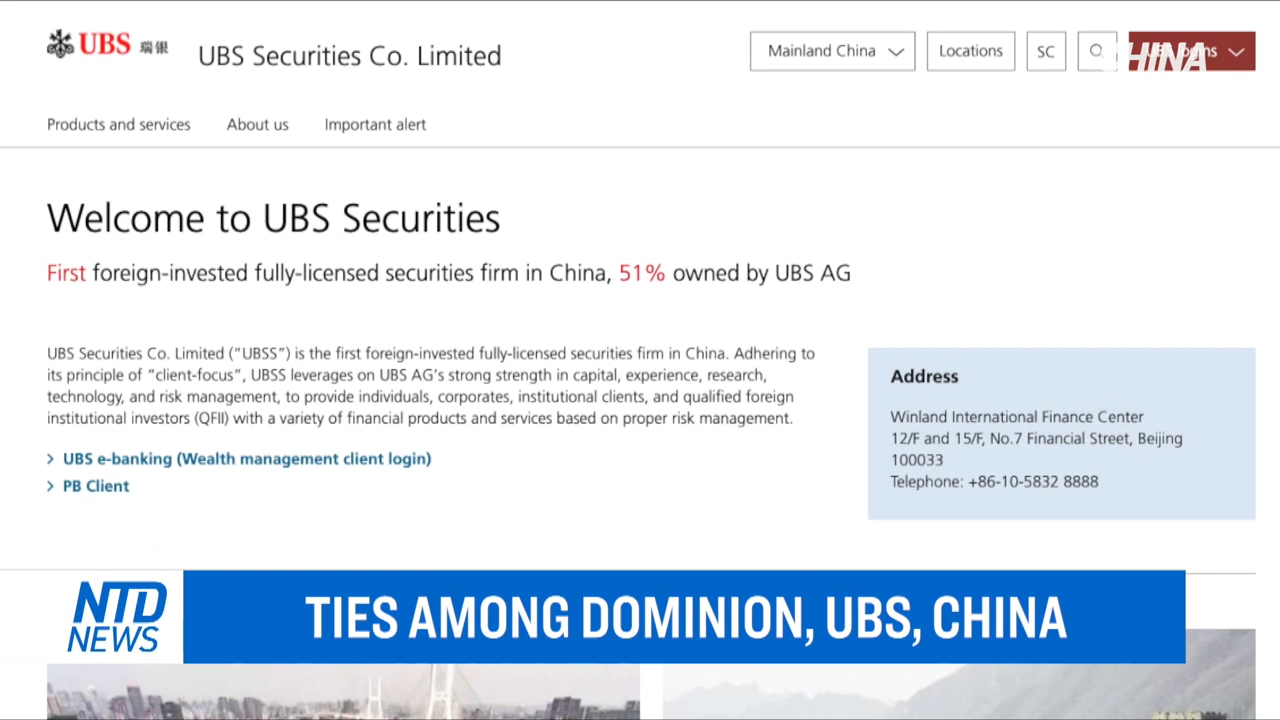 UBS 瑞银
UBS Securities Co. Limited
Mainland China
Locations
SC
CHINA
Products and services
About us
Important alert
Welcome to UBS Securities
First foreign-invested fully-licensed securities firm in China, 51% owned by UBS AG
UBS Securities Co. Limited (“UBSS”) is the first foreign-invested fully-licensed securities firm in China. Adhering to
its principle of “client-focus”, UBSS leverages on UBS AG’s strong strength in capital, experience, research,
technology, and risk management, to provide individuals, corporates, institutional clients, and qualified foreign
institutional investors (QFII) with a variety of financial products and services based on proper risk management.
UBS e-banking (Wealth management client login)
PB Client
Address
Winland International Finance Center
12/F and 15/F, No.7 Financial Street, Beijing
100033
Telephone: +86-10-5832 8888
NTD
NEWS
TIES AMONG DOMINION, UBS, CHINA